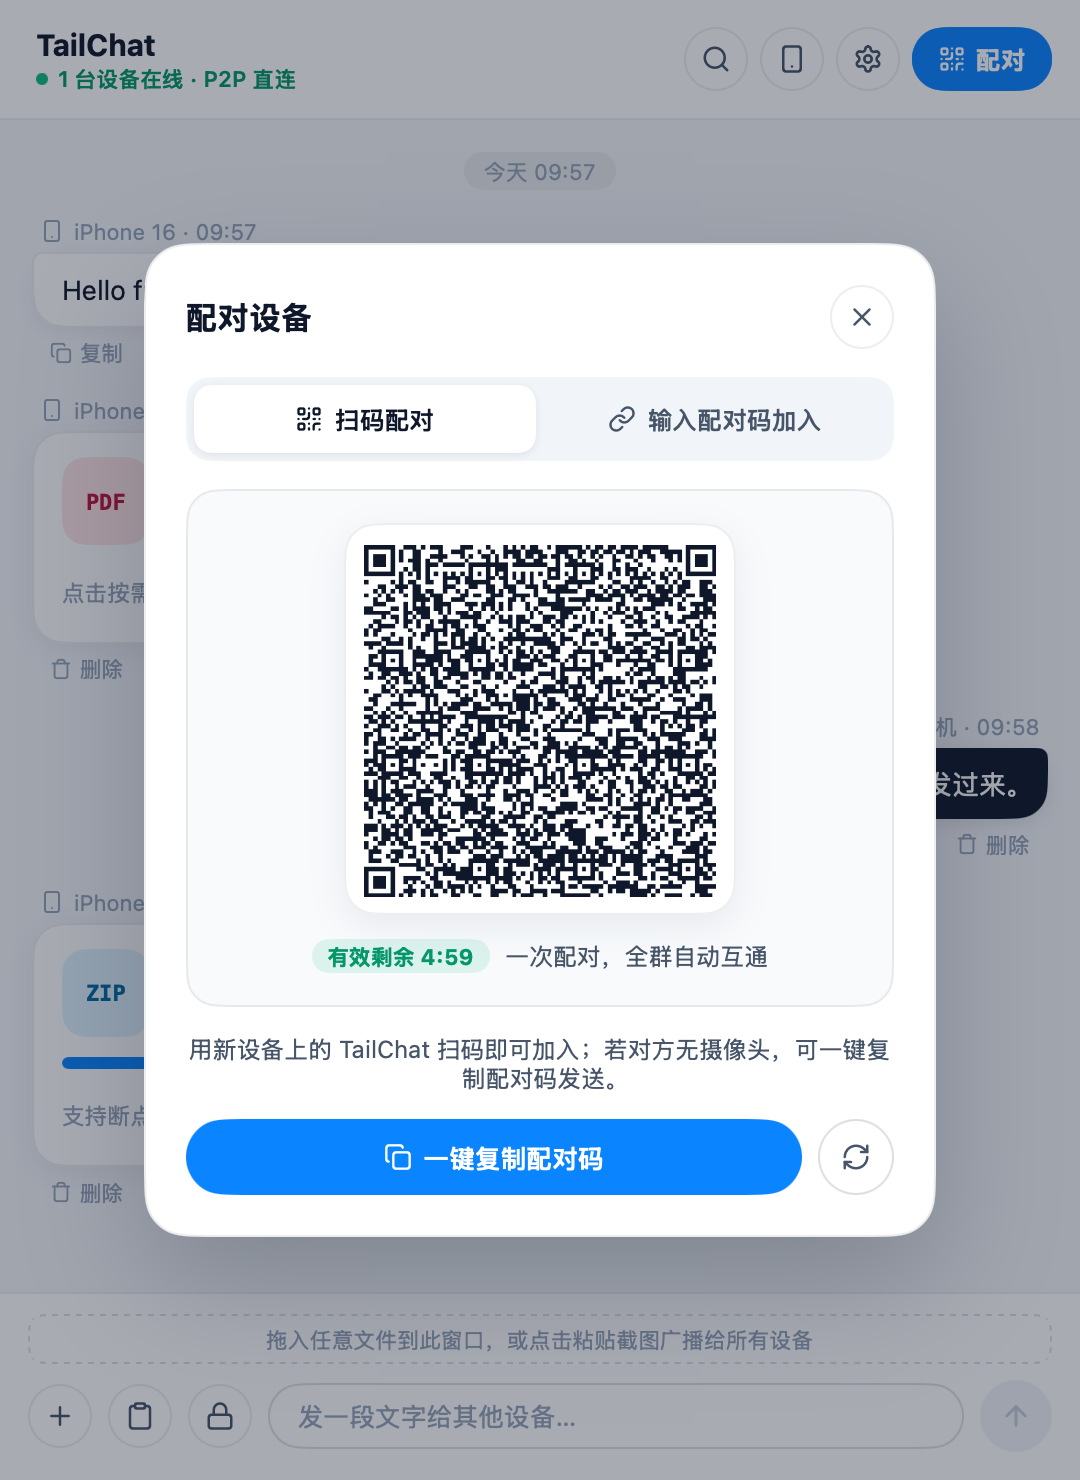 TailChat
1 台设备在线 · P2P 直连
配对
今天 09:57
iPhone 16 · 09:57
Hello
复制
iPhone
PDF
点击按需
删除
机 · 09:58
发过来。
删除
iPhone
ZIP
支持断点
删除
配对设备
扫码配对
输入配对码加入
有效剩余 4:59
一次配对，全群自动互通
用新设备上的 TailChat 扫码即可加入；若对方无摄像头，可一键复
制配对码发送。
一键复制配对码
拖入任意文件到此窗口，或点击粘贴截图广播给所有设备
发一段文字给其他设备...